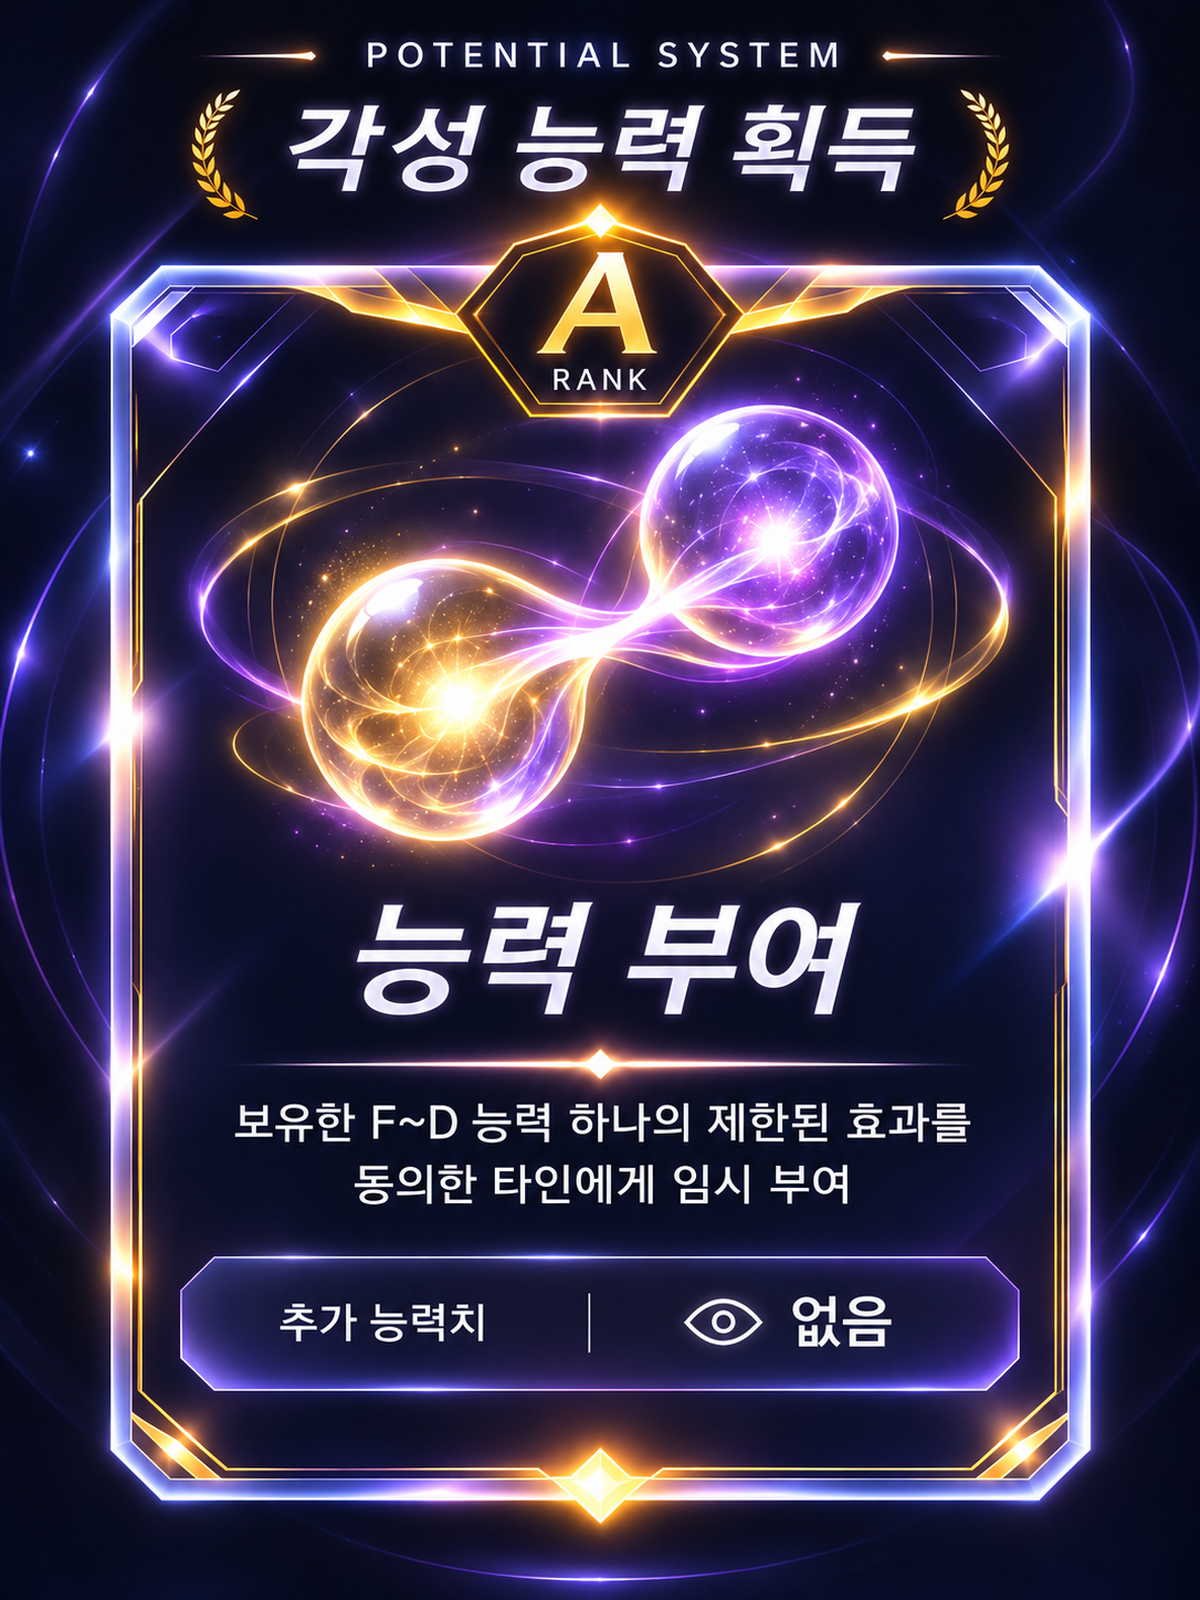 POTENTIAL SYSTEM
각성 능력 획득
A
RANK
능력 부여
보유한 F~D 능력 하나의 제한된 효과를
동의한 타인에게 임시 부여
추가 능력치
없음